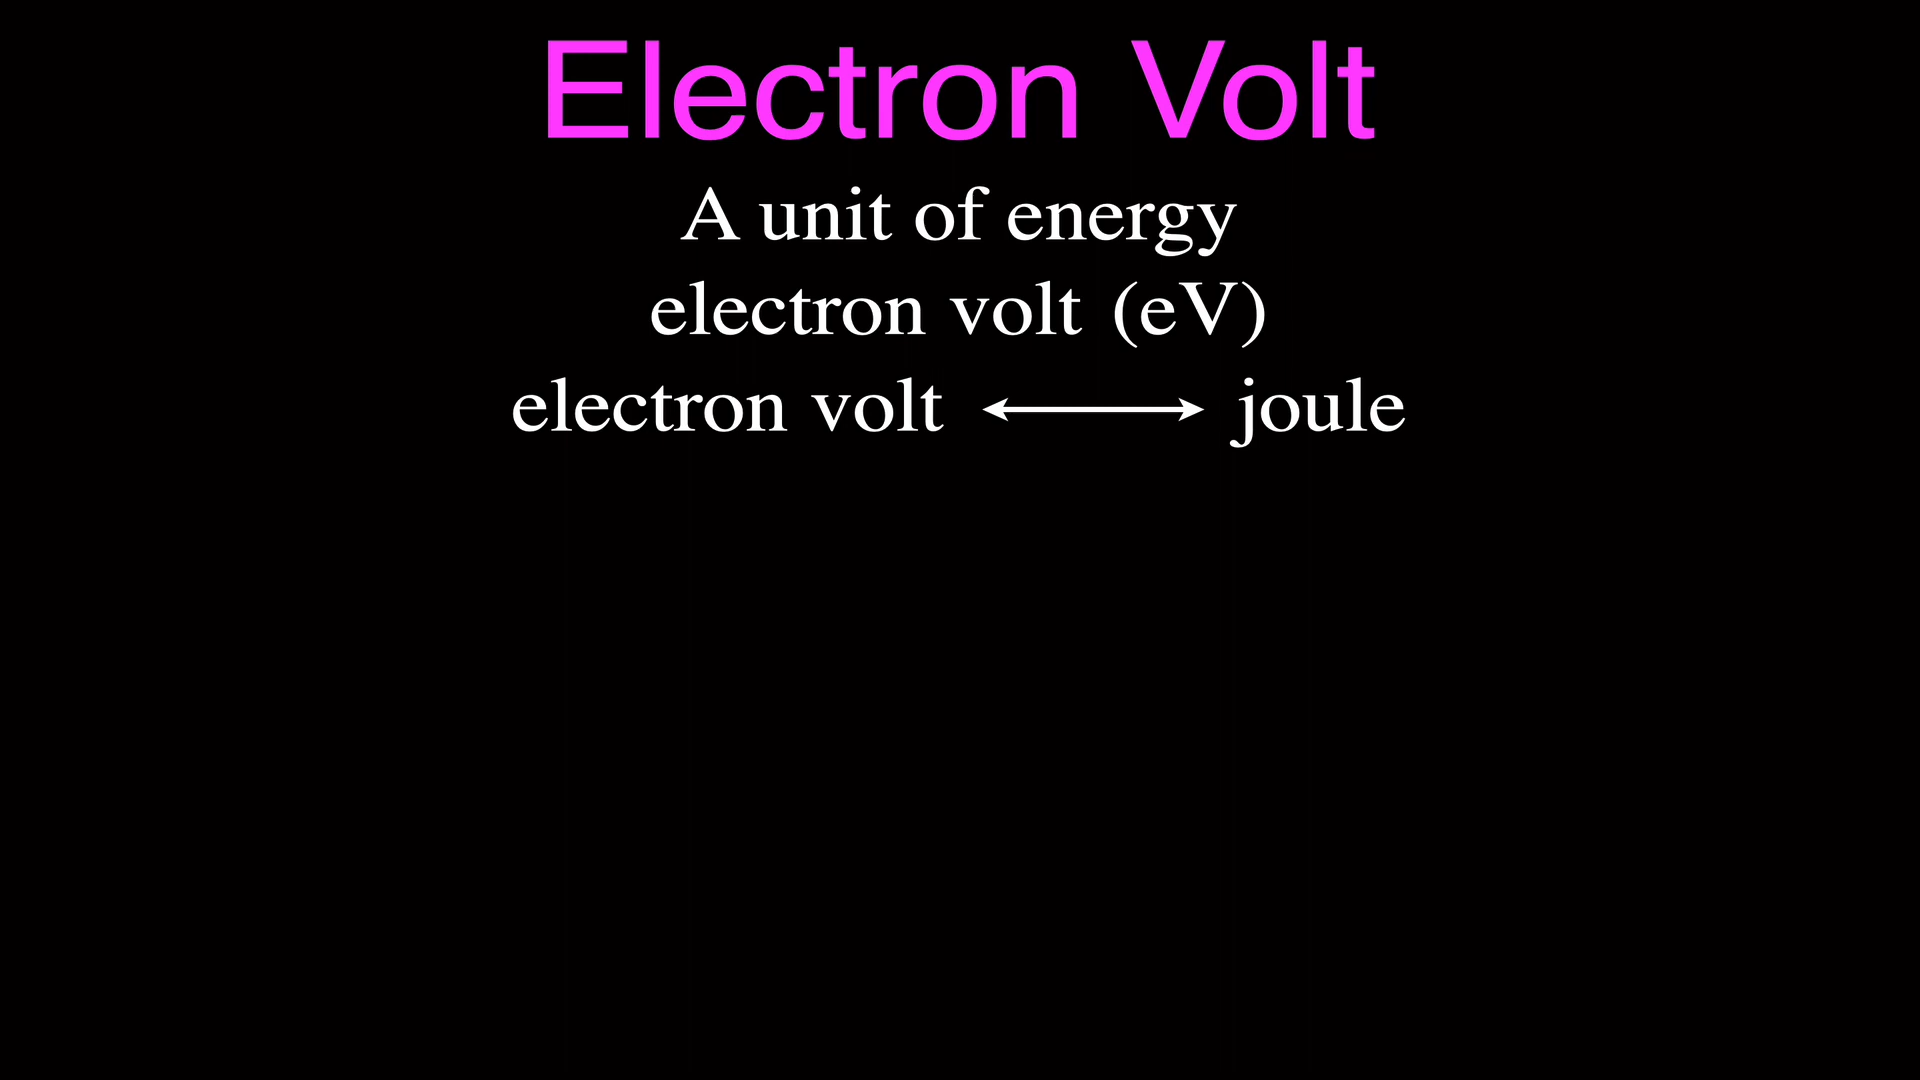 Electron Volt
A unit of energy
electron volt (eV)
electron volt ⟷ joule